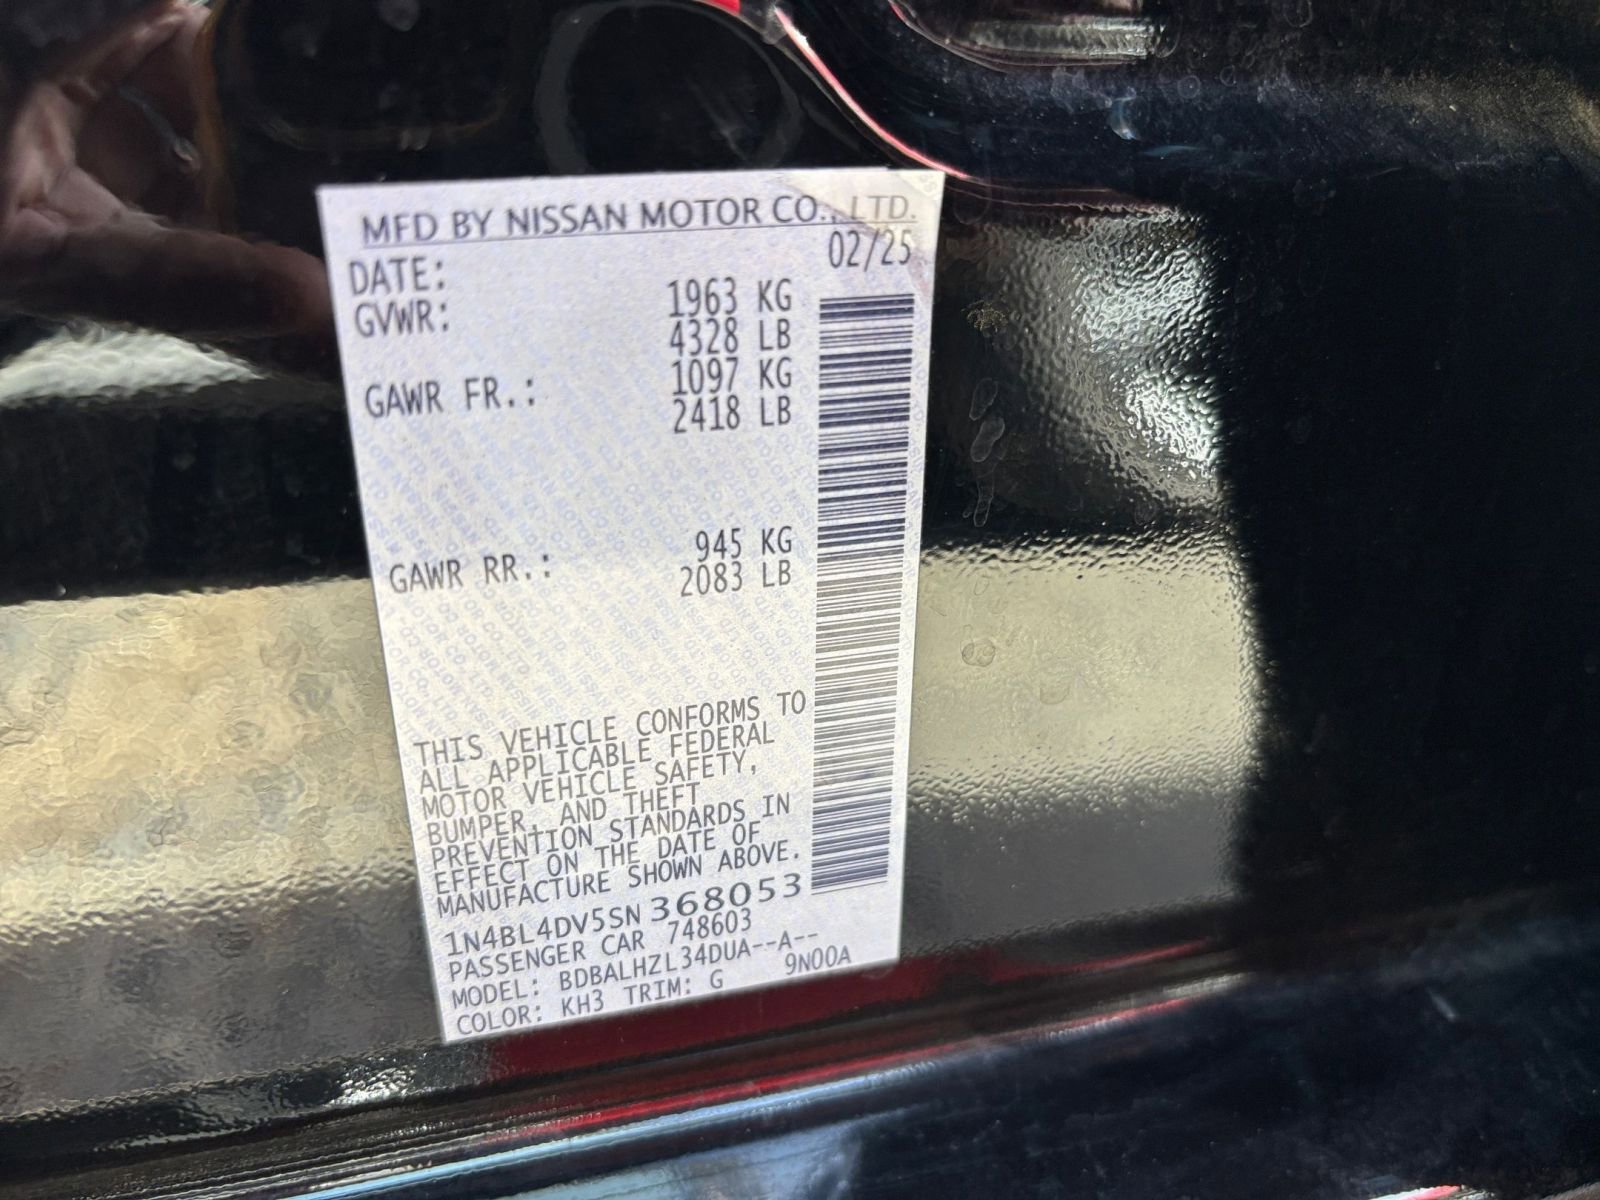 MFD BY NISSAN MOTOR CO., LTD.
DATE: 02/25
GVWR: 1963 KG
4328 LB
GAWR FR.: 1097 KG
2418 LB
GAWR RR.: 945 KG
2083 LB
THIS VEHICLE CONFORMS TO
ALL APPLICABLE FEDERAL
MOTOR VEHICLE SAFETY,
BUMPER, AND THEFT
PREVENTION STANDARDS IN
EFFECT ON THE DATE OF
MANUFACTURE SHOWN ABOVE.
1N4BL4DV5SN368053
PASSENGER CAR 748603
MODEL: BDBALHZL34DUA--A--
COLOR: KH3 TRIM: G 9N00A